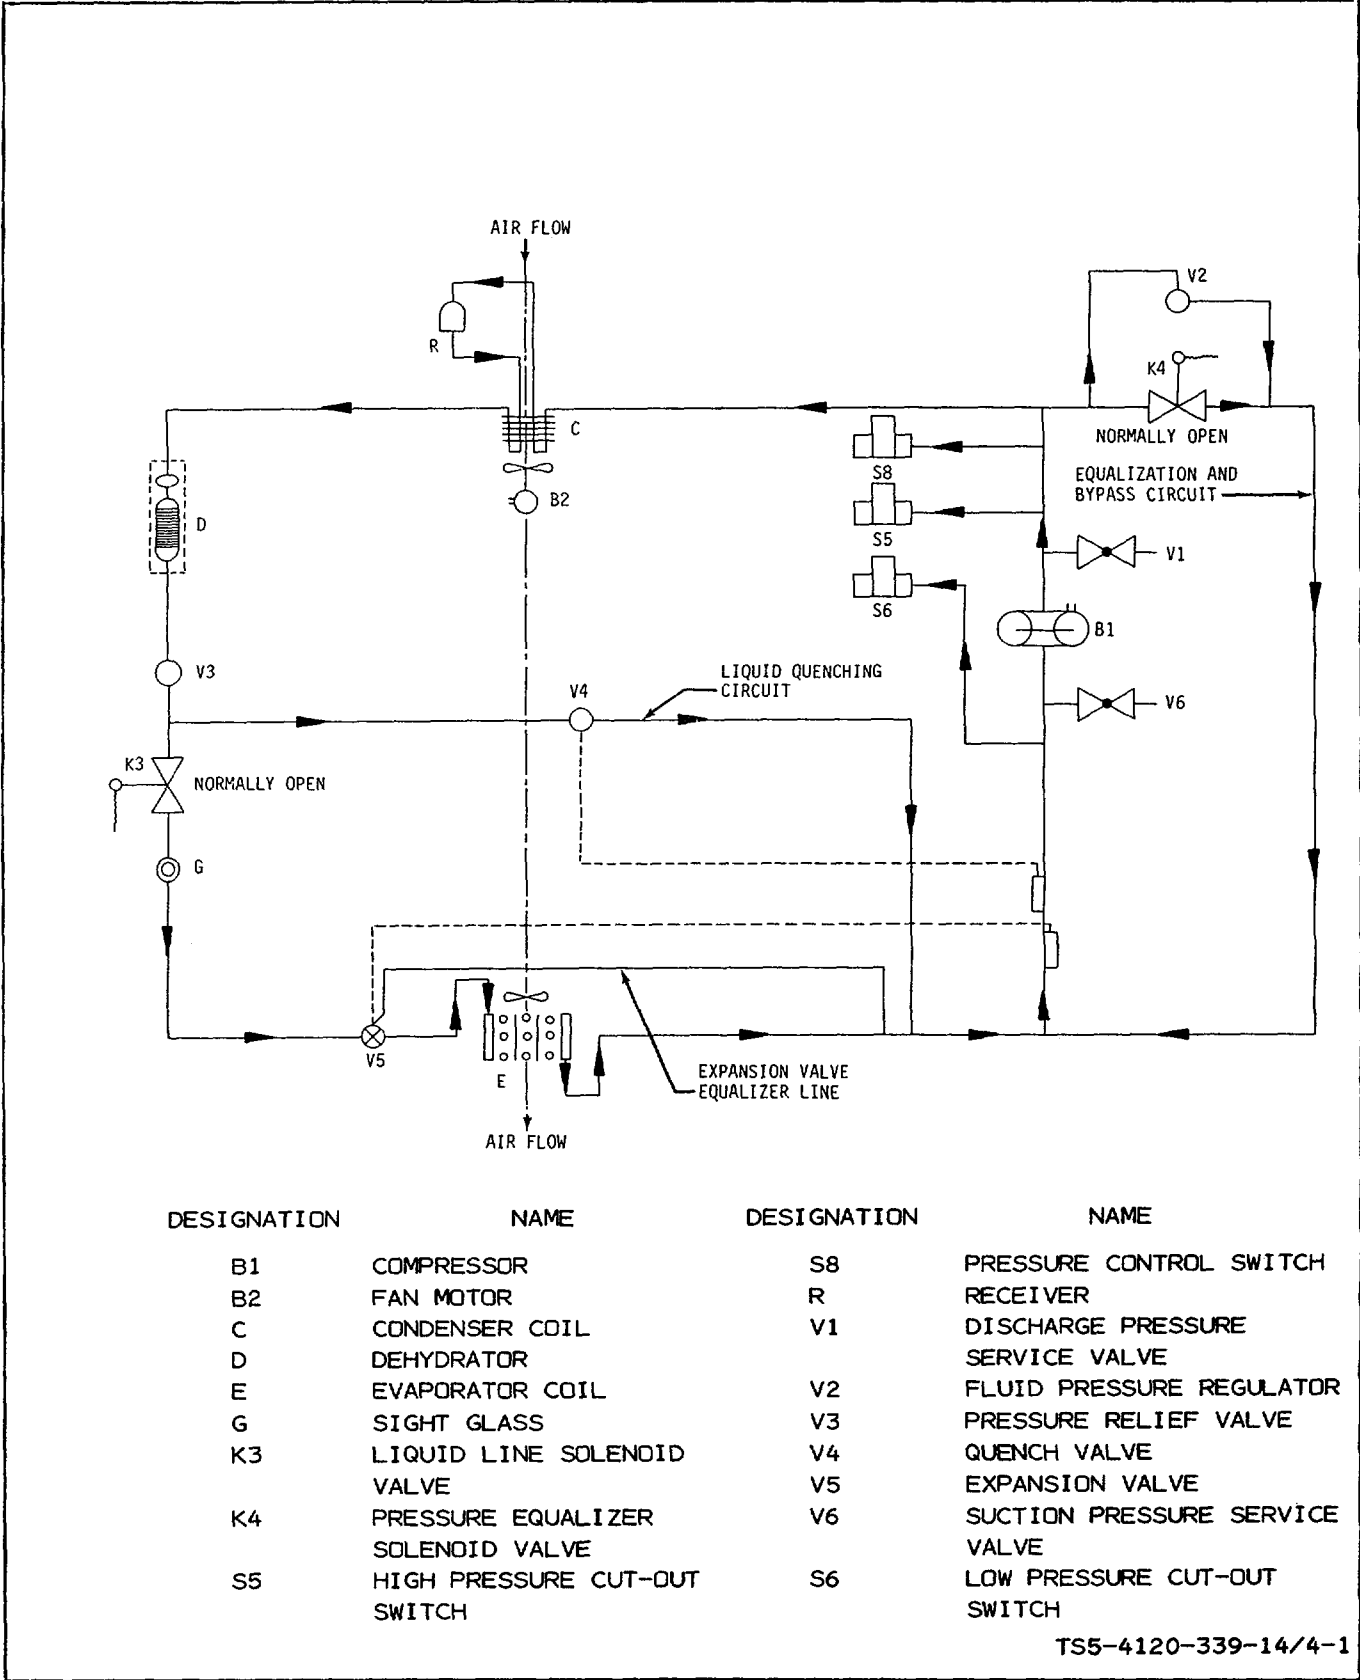 AIR FLOW
V2
R
K4
C
NORMALLY OPEN
S8
EQUALIZATION AND
BYPASS CIRCUIT
B2
D
S5
V1
S6
B1
V3
LIQUID QUENCHING
CIRCUIT
V4
V6
K3
NORMALLY OPEN
G
V5
E
EXPANSION VALVE
EQUALIZER LINE
AIR FLOW
DESIGNATION NAME DESIGNATION NAME
B1 COMPRESSOR S8 PRESSURE CONTROL SWITCH
B2 FAN MOTOR R RECEIVER
C CONDENSER COIL V1 DISCHARGE PRESSURE
D DEHYDRATOR SERVICE VALVE
E EVAPORATOR COIL V2 FLUID PRESSURE REGULATOR
G SIGHT GLASS V3 PRESSURE RELIEF VALVE
K3 LIQUID LINE SOLENOID V4 QUENCH VALVE
VALVE V5 EXPANSION VALVE
K4 PRESSURE EQUALIZER V6 SUCTION PRESSURE SERVICE
SOLENOID VALVE VALVE
S5 HIGH PRESSURE CUT-OUT S6 LOW PRESSURE CUT-OUT
SWITCH SWITCH
TS5-4120-339-14/4-1